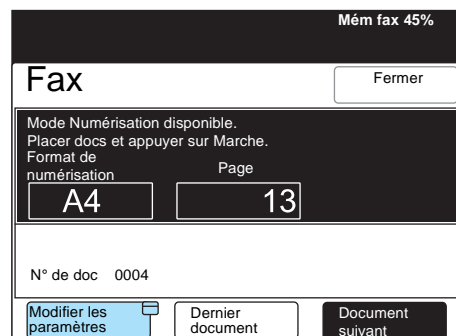 Mém fax 45%
Fax
Fermer
Mode Numérisation disponible.
Placer docs et appuyer sur Marche.
Format de
numérisation
Page
A4
13
N° de doc 0004
Modifier les
paramètres
Dernier
document
Document
suivant